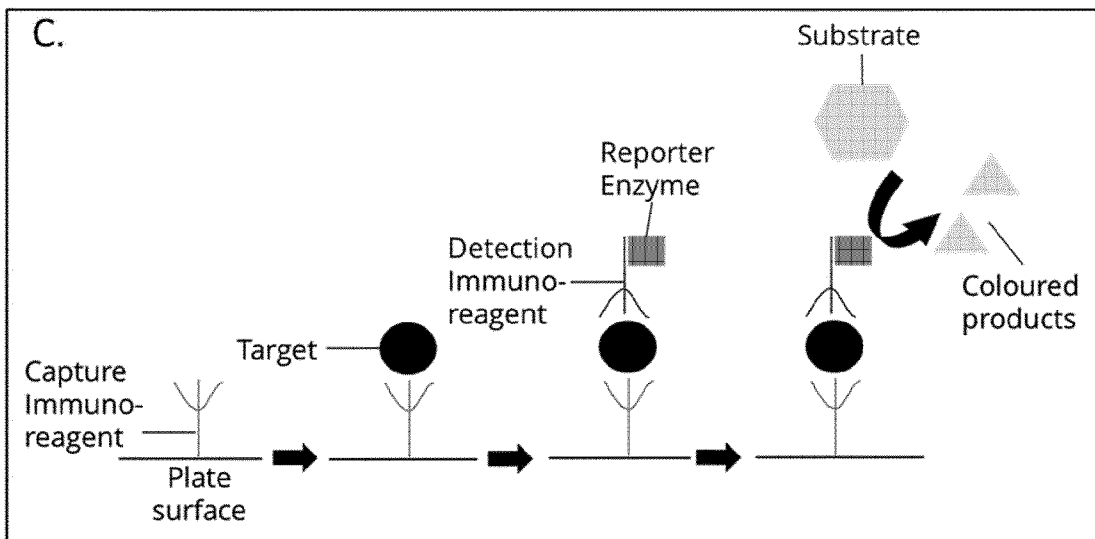 C.
Substrate
Reporter
Enzyme
Detection
Immuno-
reagent
Coloured
products
Target
Capture
Immuno-
reagent
Plate
surface